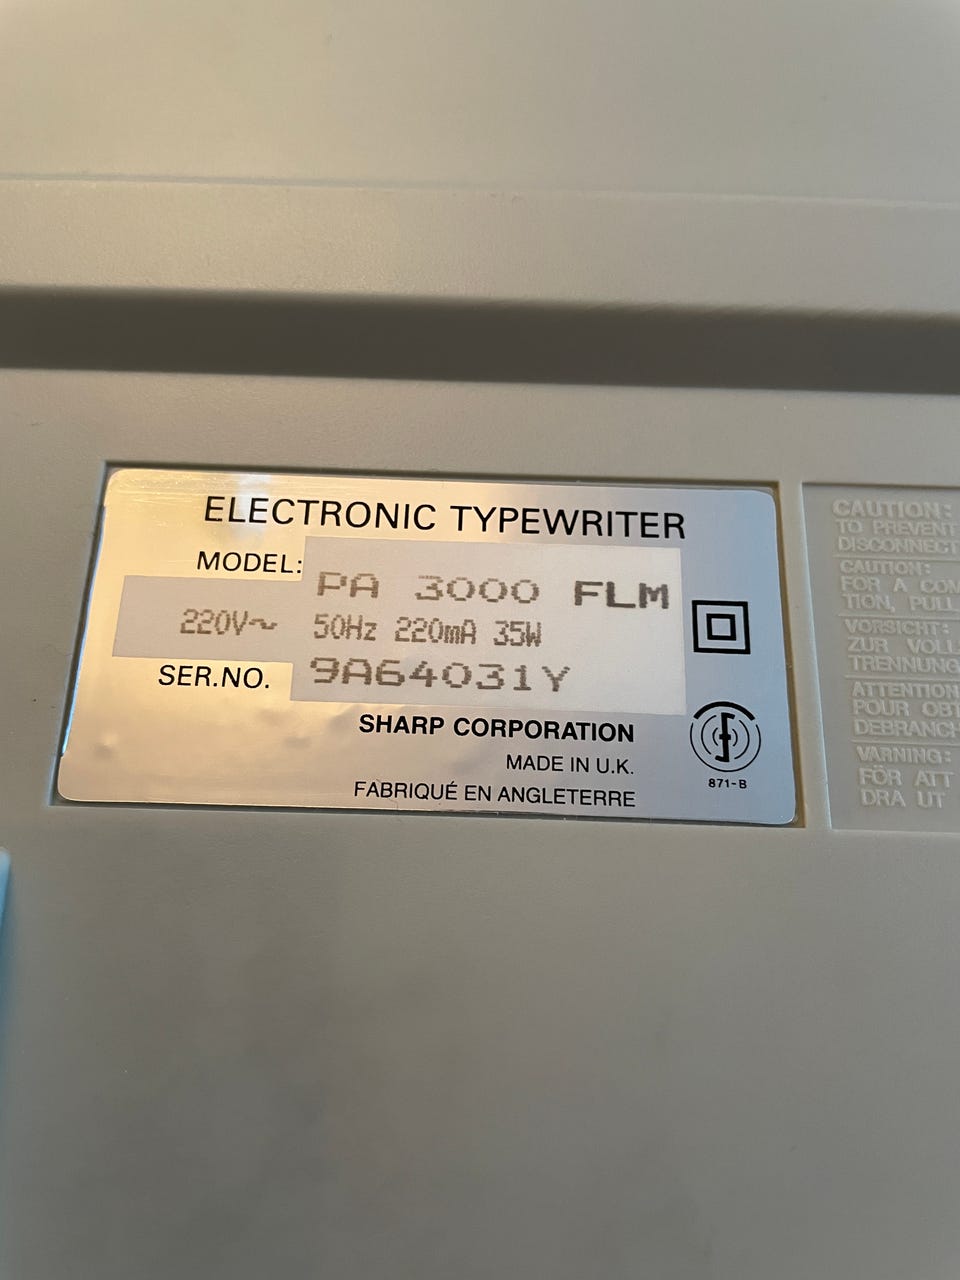 ELECTRONIC TYPEWRITER
MODEL: PA 3000 FLM
220V~ 50Hz 220mA 35W
SER.NO. 9A64031Y
SHARP CORPORATION
MADE IN U.K.
FABRIQUÉ EN ANGLETERRE
871-B
CAUTION:
TO PREVENT
DISCONNECT
CAUTION:
FOR A COM
TION, PULL
VORSICHT:
ZUR VOLL
TRENNUNG
ATTENTION
POUR OBT
DEBRANCH
VARNING:
FÖR ATT
DRA UT